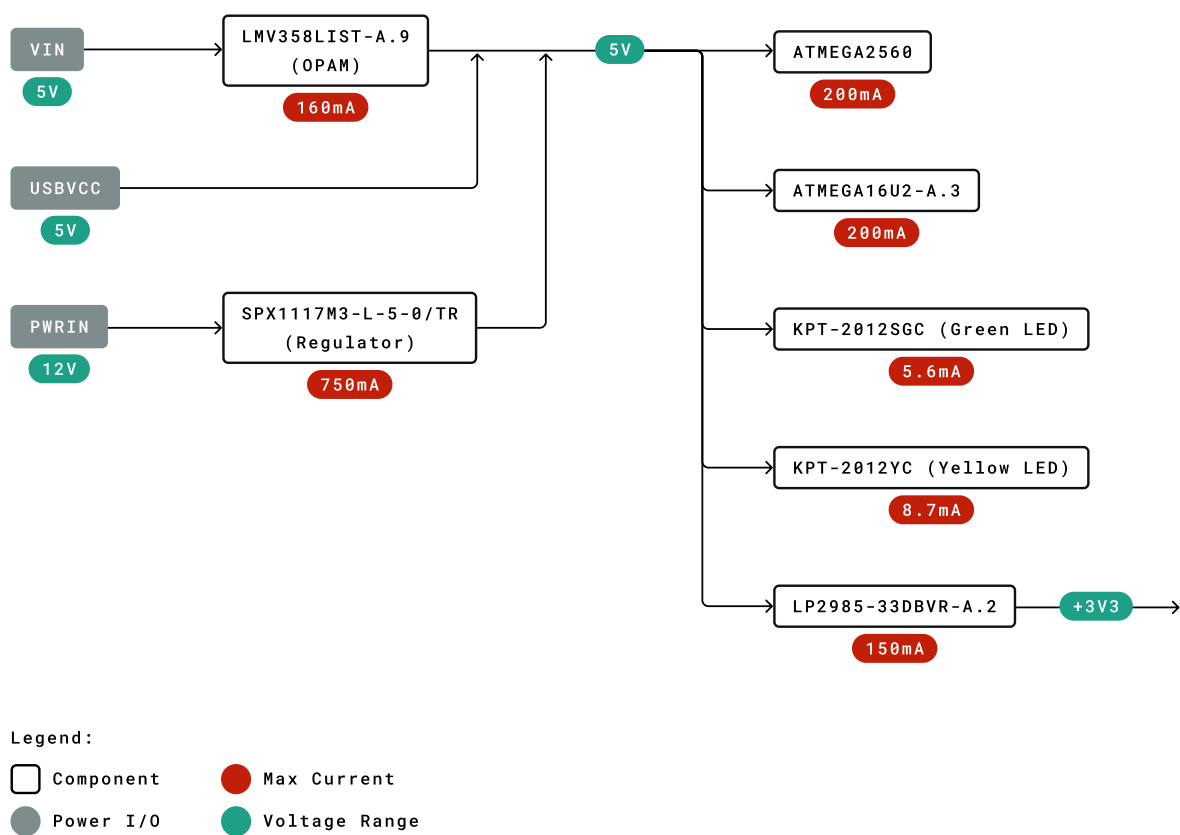 VIN
5V
LMV358LIST-A.9
(OPAM)
160mA
5V
ATMEGA2560
200mA
USBVCC
5V
ATMEGA16U2-A.3
200mA
PWRIN
12V
SPX1117M3-L-5-0/TR
(Regulator)
750mA
KPT-2012SGC (Green LED)
5.6mA
KPT-2012YC (Yellow LED)
8.7mA
LP2985-33DBVR-A.2
150mA
+3V3
Legend:
Component
Max Current
Power I/O
Voltage Range